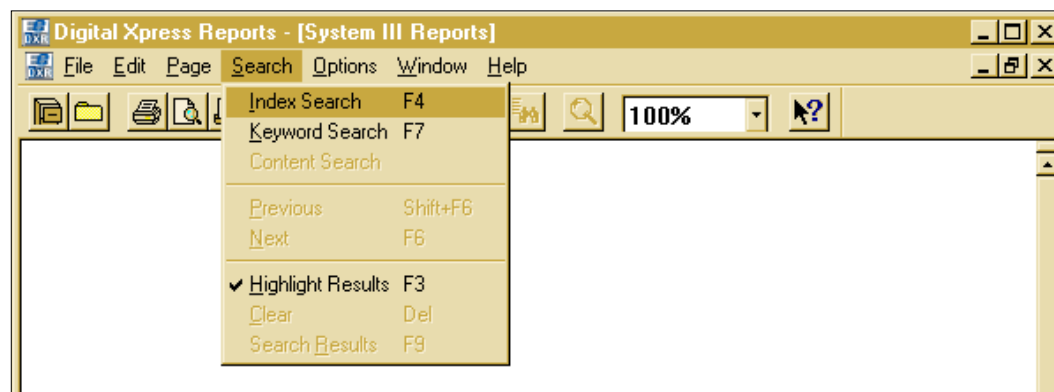 Digital Xpress Reports - [System III Reports]
DXR File Edit Page Search Options Window Help
100% ?
Index Search F4
Keyword Search F7
Content Search
Previous Shift+F6
Next F6
Highlight Results F3
Clear Del
Search Results F9